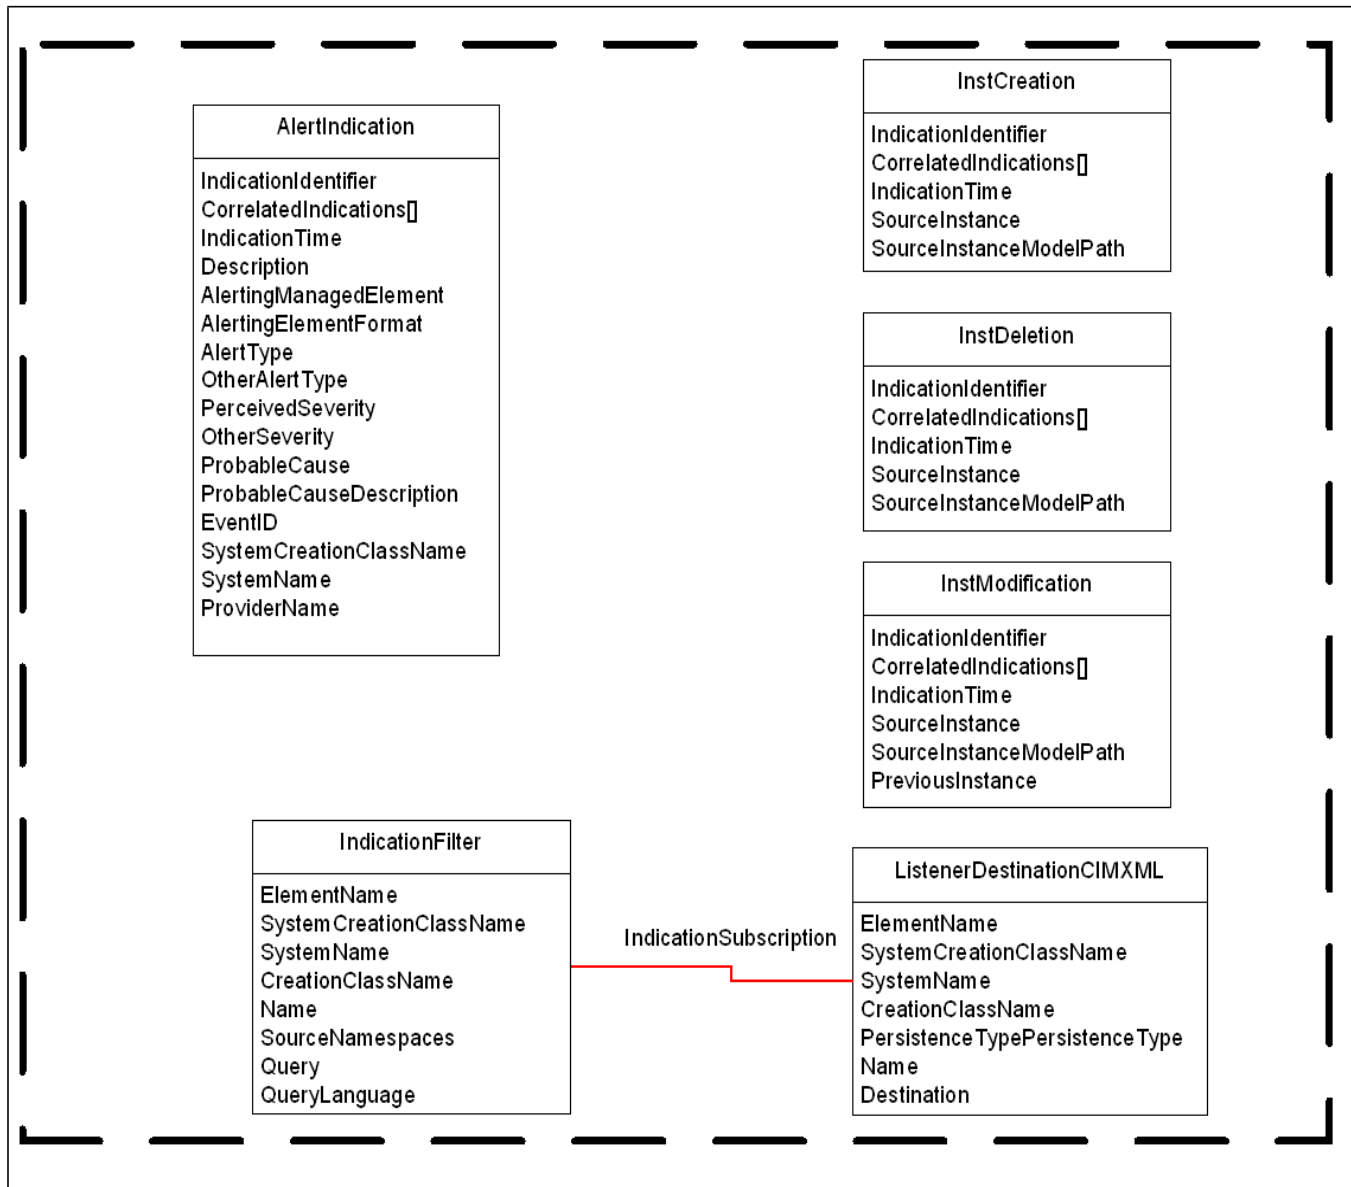 AlertIndication
IndicationIdentifier
CorrelatedIndications[]
IndicationTime
Description
AlertingManagedElement
AlertingElementFormat
AlertType
OtherAlertType
PerceivedSeverity
OtherSeverity
ProbableCause
ProbableCauseDescription
EventID
SystemCreationClassName
SystemName
ProviderName
InstCreation
IndicationIdentifier
CorrelatedIndications[]
IndicationTime
SourceInstance
SourceInstanceModelPath
InstDeletion
IndicationIdentifier
CorrelatedIndications[]
IndicationTime
SourceInstance
SourceInstanceModelPath
InstModification
IndicationIdentifier
CorrelatedIndications[]
IndicationTime
SourceInstance
SourceInstanceModelPath
PreviousInstance
IndicationFilter
ElementName
SystemCreationClassName
SystemName
CreationClassName
Name
SourceNamespaces
Query
QueryLanguage
IndicationSubscription
ListenerDestinationCIMXML
ElementName
SystemCreationClassName
SystemName
CreationClassName
PersistenceTypePersistenceType
Name
Destination